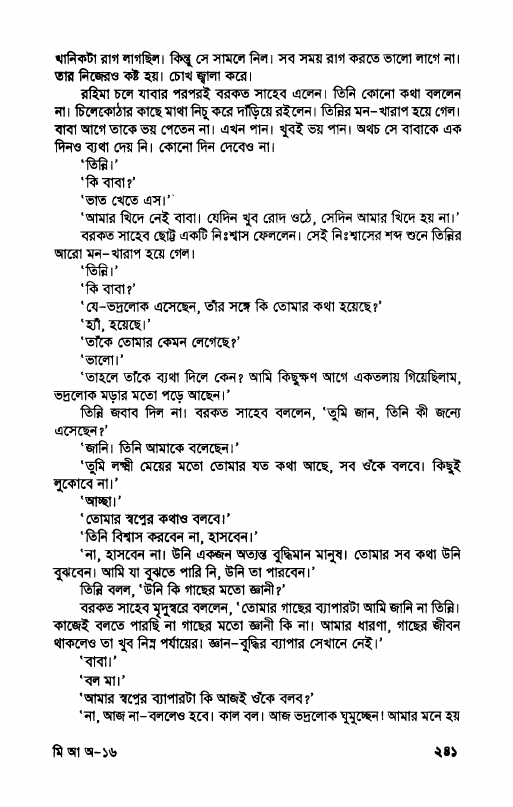 খানিকটা রাগ লাগছিল। কিন্তু সে সামলে নিল। সব সময় রাগ করতে ভালো লাগে না।
তার নিজেরও কষ্ট হয়। চোখ জ্বালা করে।
রহিমা চলে যাবার পরপরই বরকত সাহেব এলেন। তিনি কোনো কথা বললেন
না। চিলেকোঠার কাছে মাথা নিচু করে দাঁড়িয়ে রইলেন। তিন্নির মন-খারাপ হয়ে গেল।
বাবা আগে তাকে ভয় পেতেন না। এখন পান। খুবই ভয় পান। অথচ সে বাবাকে এক
দিনও ব্যথা দেয় নি। কোনো দিন দেবেও না।
‘তিন্নি।’
‘কি বাবা?’
‘ভাত খেতে এস।’
‘আমার খিদে নেই বাবা। যেদিন খুব রোদ ওঠে, সেদিন আমার খিদে হয় না।’
বরকত সাহেব ছোট্ট একটি নিঃশ্বাস ফেললেন। সেই নিঃশ্বাসের শব্দ শুনে তিন্নির
আরো মন-খারাপ হয়ে গেল।
‘তিন্নি।’
‘কি বাবা?’
‘যে-ভদ্রলোক এসেছেন, তাঁর সঙ্গে কি তোমার কথা হয়েছে?’
‘হ্যাঁ, হয়েছে।’
‘তাঁকে তোমার কেমন লেগেছে?’
‘ভালো।’
‘তাহলে তাঁকে ব্যথা দিলে কেন? আমি কিছুক্ষণ আগে একতলায় গিয়েছিলাম,
ভদ্রলোক মড়ার মতো পড়ে আছেন।’
তিন্নি জবাব দিল না। বরকত সাহেব বললেন, ‘তুমি জান, তিনি কী জন্যে
এসেছেন?’
‘জানি। তিনি আমাকে বলেছেন।’
‘তুমি লক্ষ্মী মেয়ের মতো তোমার যত কথা আছে, সব ওঁকে বলবে। কিছুই
লুকোবে না।’
‘আচ্ছা।’
‘তোমার স্বপ্নের কথাও বলবে।’
‘তিনি বিশ্বাস করবেন না, হাসবেন।’
‘না, হাসবেন না। উনি একজন অত্যন্ত বুদ্ধিমান মানুষ। তোমার সব কথা উনি
বুঝবেন। আমি যা বুঝতে পারি নি, উনি তা পারবেন।’
তিন্নি বলল, ‘উনি কি গাছের মতো জ্ঞানী?’
বরকত সাহেব মৃদুস্বরে বললেন, ‘তোমার গাছের ব্যাপারটা আমি জানি না তিন্নি।
কাজেই বলতে পারছি না গাছের মতো জ্ঞানী কি না। আমার ধারণা, গাছের জীবন
থাকলেও তা খুব নিম্ন পর্যায়ের। জ্ঞান-বুদ্ধির ব্যাপার সেখানে নেই।’
‘বাবা।’
‘বল মা।’
‘আমার স্বপ্নের ব্যাপারটা কি আজই ওঁকে বলব?’
‘না, আজ না-বললেও হবে। কাল বল। আজ ভদ্রলোক ঘুমুচ্ছেন। আমার মনে হয়
মি আ অ-১৬ ২৪১